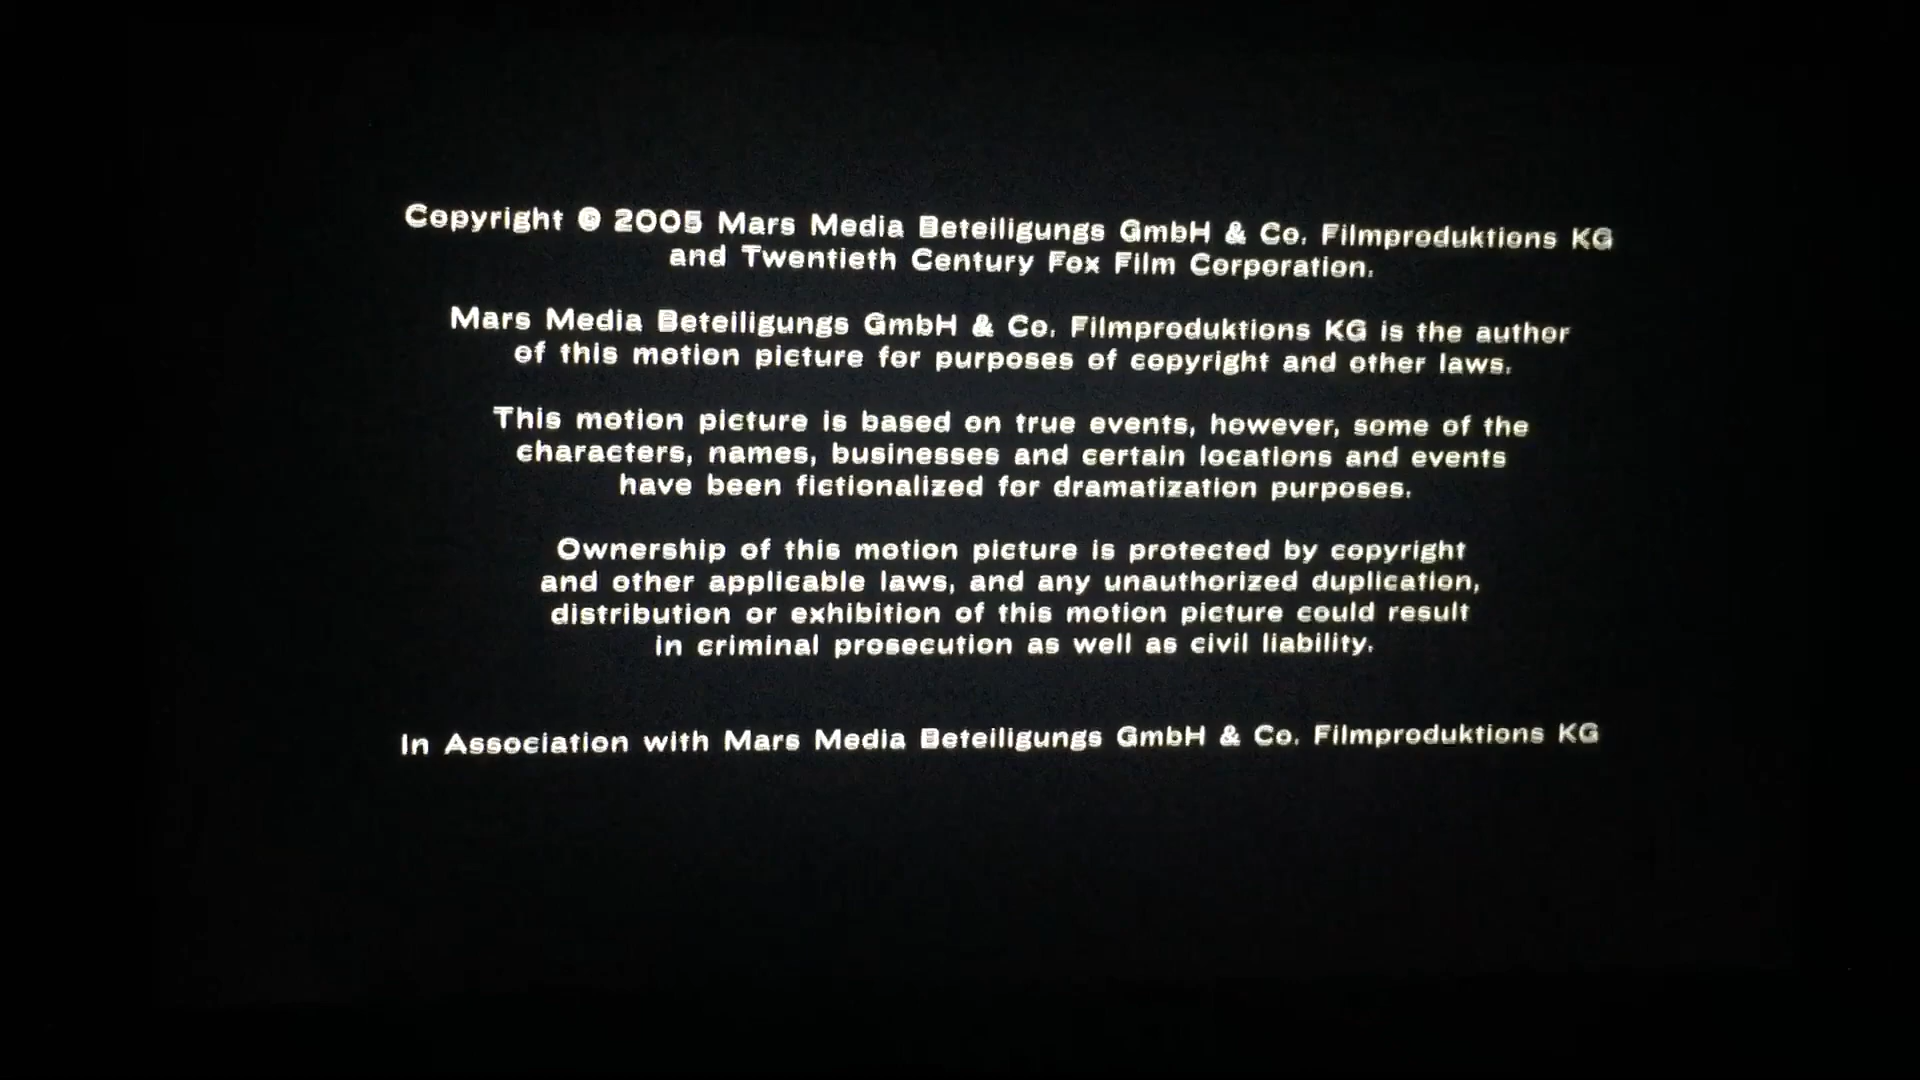 Copyright © 2005 Mars Media Beteiligungs GmbH & Co. Filmproduktions KG
and Twentieth Century Fox Film Corporation.
Mars Media Beteiligungs GmbH & Co. Filmproduktions KG is the author
of this motion picture for purposes of copyright and other laws.
This motion picture is based on true events, however, some of the
characters, names, businesses and certain locations and events
have been fictionalized for dramatization purposes.
Ownership of this motion picture is protected by copyright
and other applicable laws, and any unauthorized duplication,
distribution or exhibition of this motion picture could result
in criminal prosecution as well as civil liability.
In Association with Mars Media Beteiligungs GmbH & Co. Filmproduktions KG